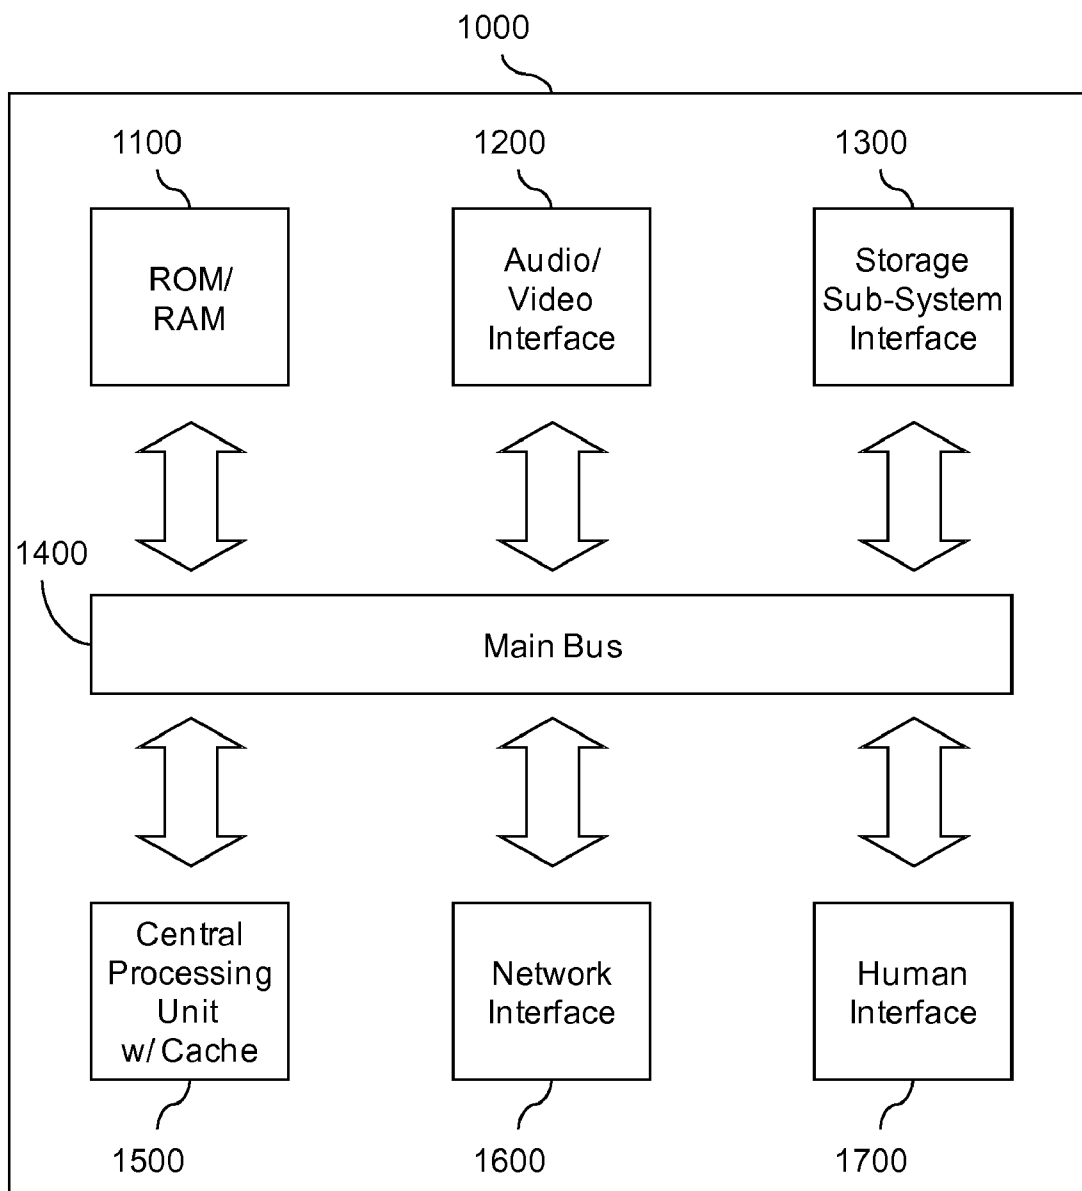 1000
1100
1200
1300
ROM/
RAM
Audio/
Video
Interface
Storage
Sub-System
Interface
1400
Main Bus
Central
Processing
Unit
w/ Cache
Network
Interface
Human
Interface
1500
1600
1700